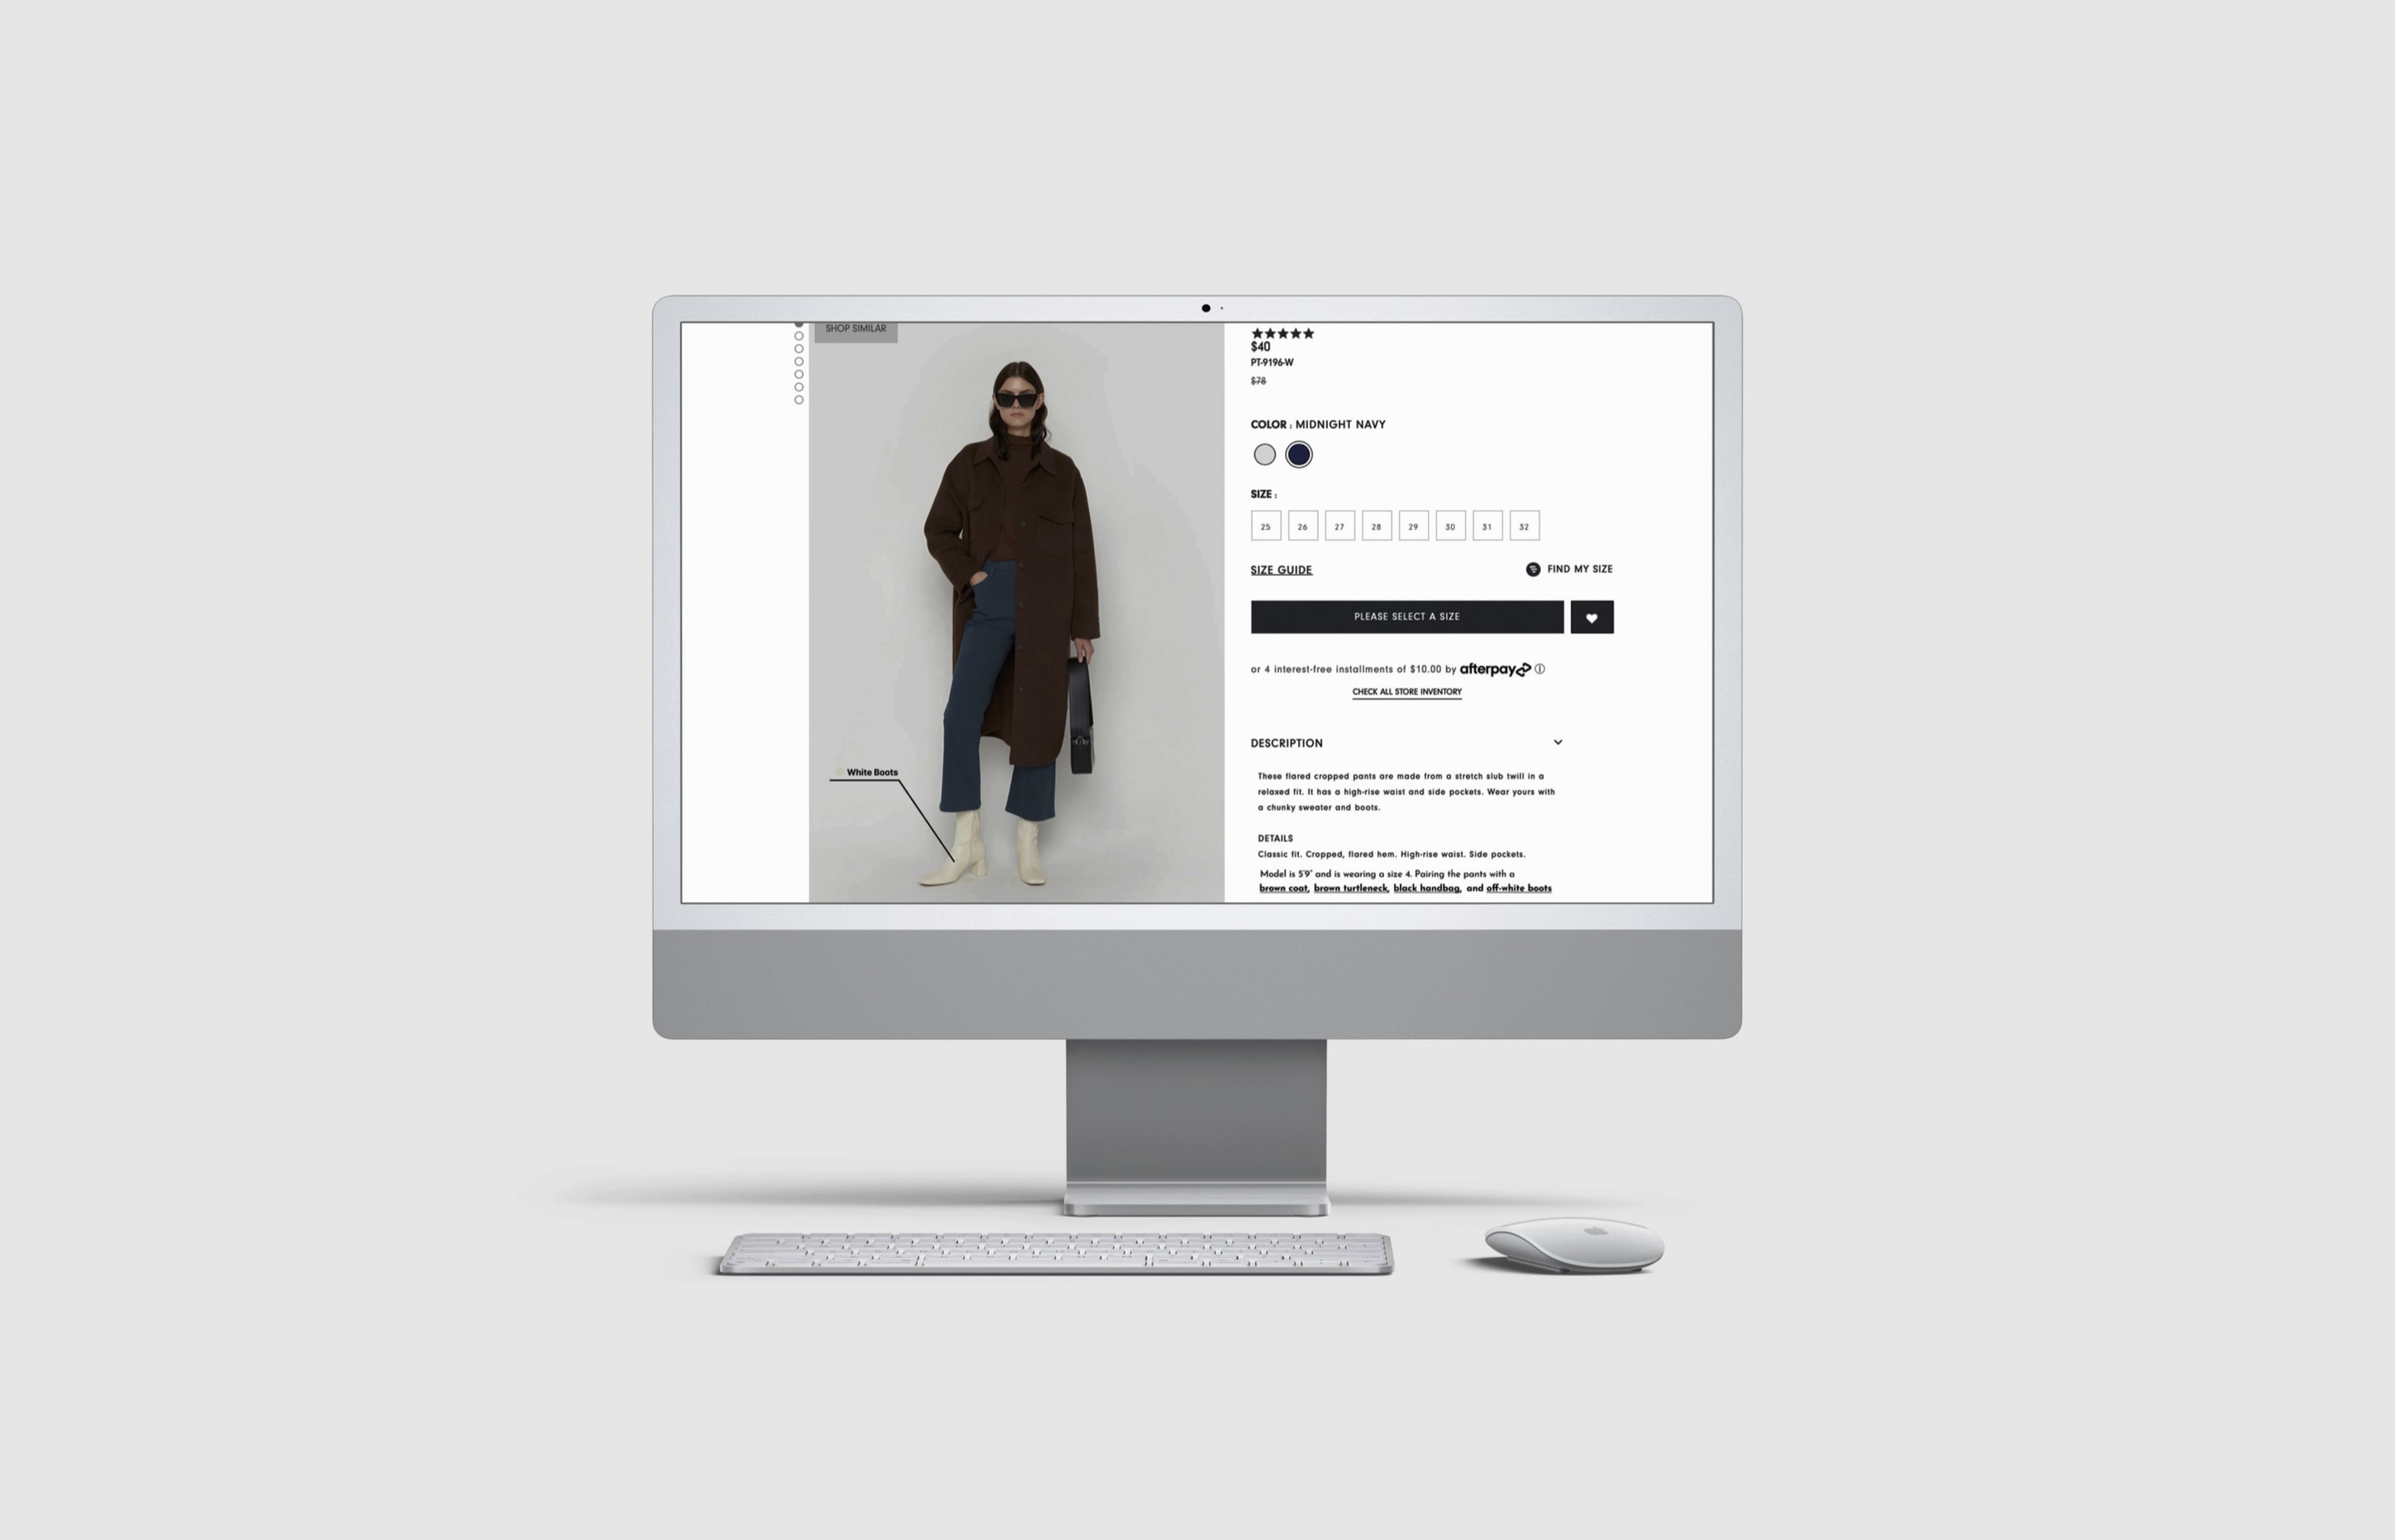 SHOP SIMILAR
White Boots
$40
PT-9196-W
$78
COLOR : MIDNIGHT NAVY
SIZE :
25 26 27 28 29 30 31 32
SIZE GUIDE
FIND MY SIZE
PLEASE SELECT A SIZE
or 4 interest-free installments of $10.00 by afterpay
CHECK ALL STORE INVENTORY
DESCRIPTION
These flared cropped pants are made from a stretch slub twill in a
relaxed fit. It has a high-rise waist and side pockets. Wear yours with
a chunky sweater and boots.
DETAILS
Classic fit. Cropped, flared hem. High-rise waist. Side pockets.
Model is 5'9" and is wearing a size 4. Pairing the pants with a
brown coat, brown turtleneck, black handbag, and off-white boots